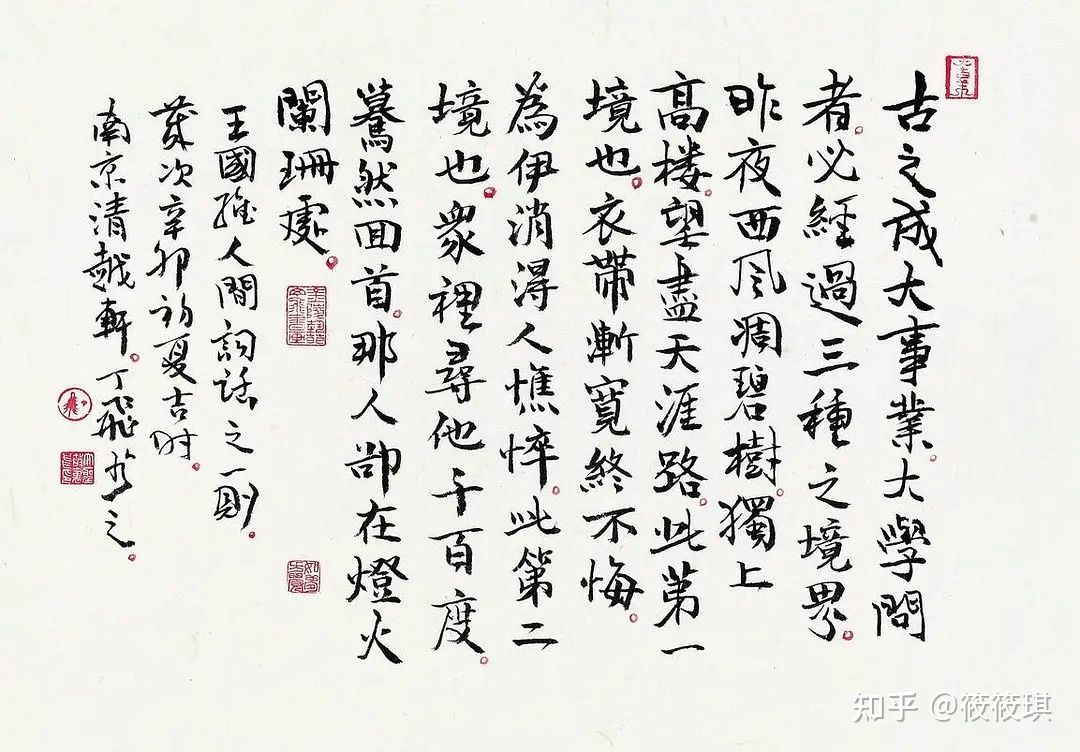 古之成大事業。大學問
者。必經過三種之境界。
昨夜西风凋碧樹。獨上
高楼。望盡天涯路。此第一
境也。衣帶漸寬終不悔。
為伊消得人憔悴。此第二
境也。衆裡尋他千百度。
驀然回首。那人卻在燈火
闌珊處。
王國維人間詞話之一則。
歲次辛卯初夏吉时。
南京清越軒。丁飛书之。
知乎 @筱筱琪